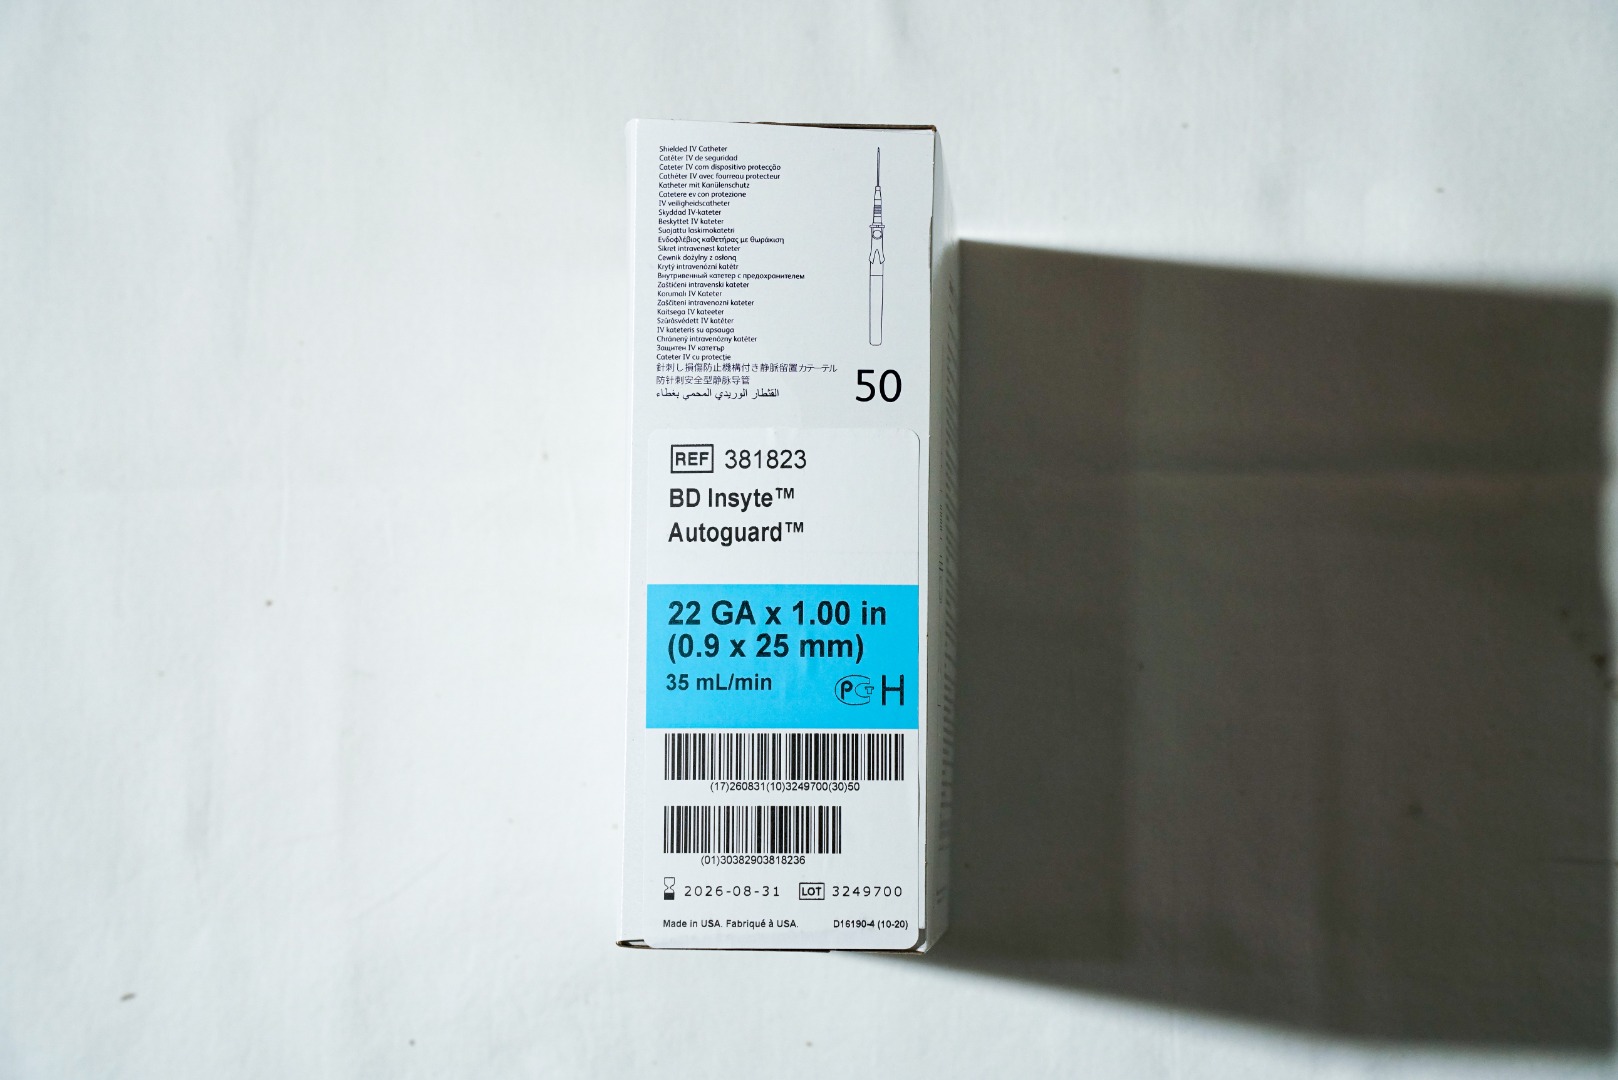 Shielded IV Catheter
Catéter IV de seguridad
Cateter IV com dispositivo protecção
Cathéter IV avec fourreau protecteur
Katheter mit Kanülenschutz
Catetere ev con protezione
IV veiligheidscatheter
Skyddad IV-kateter
Beskyttet IV kateter
Suojattu laskimokatetri
Ενδοφλέβιος καθετήρας με θωράκιση
Sikret intravenøst kateter
Cewnik dożylny z osłoną
Krytý intravenózní katétr
Внутривенный катетер с предохранителем
Zaštićeni intravenski kateter
Korumalı IV Kateter
Zaščiteni intravenozni kateter
Kaitsega IV kateeter
Szúrásvédett IV katéter
IV kateteris su apsauga
Chránený intravenózny katéter
Защитен IV катетър
Cateter IV cu protecţie
針刺し損傷防止機構付き静脈留置カテーテル
防针刺安全型静脉导管
القثطار الوريدي المحمي بغطاء
50
REF 381823
BD Insyte™
Autoguard™
22 GA x 1.00 in
(0.9 x 25 mm)
35 mL/min
PCT H
(17)260831(10)3249700(30)50
(01)30382903818236
2026-08-31 LOT 3249700
Made in USA. Fabriqué à USA. D16190-4 (10-20)